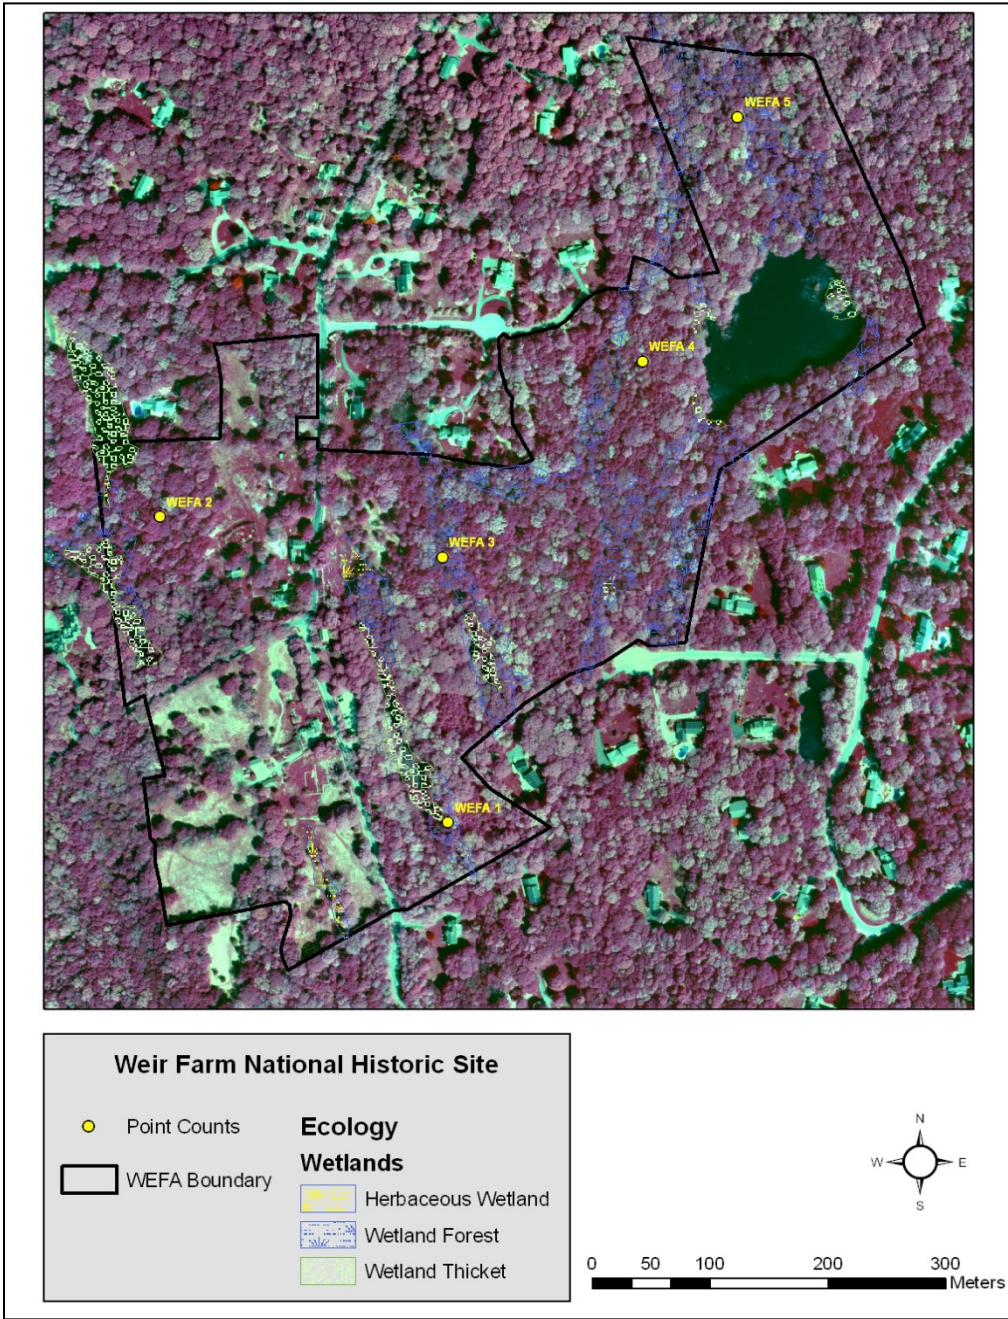 WEFA 5
WEFA 4
WEFA 2
WEFA 3
WEFA 1
Weir Farm National Historic Site
Point Counts
WEFA Boundary
Ecology
Wetlands
Herbaceous Wetland
Wetland Forest
Wetland Thicket
N
W E
S
0 50 100 200 300
Meters